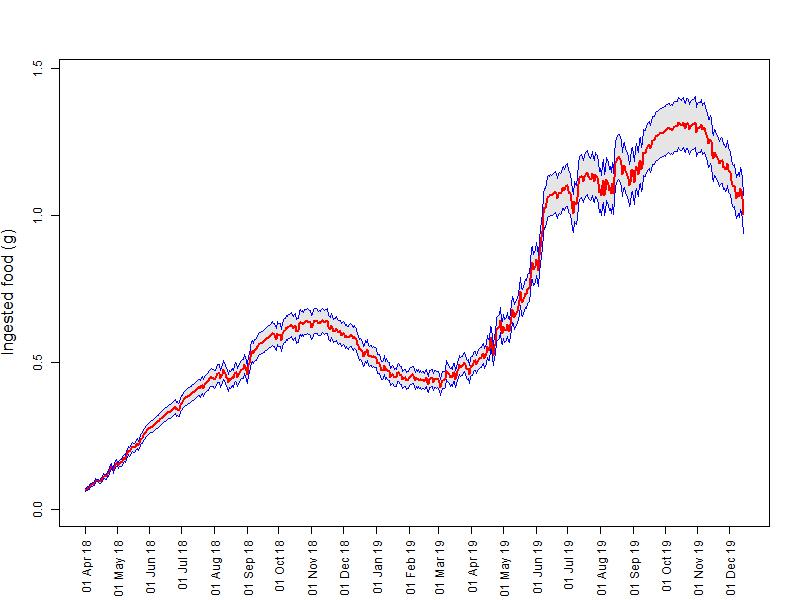 Ingested food (g)
1.5
1.0
0.5
0.0
01 Apr 18
01 May 18
01 Jun 18
01 Jul 18
01 Aug 18
01 Sep 18
01 Oct 18
01 Nov 18
01 Dec 18
01 Jan 19
01 Feb 19
01 Mar 19
01 Apr 19
01 May 19
01 Jun 19
01 Jul 19
01 Aug 19
01 Sep 19
01 Oct 19
01 Nov 19
01 Dec 19